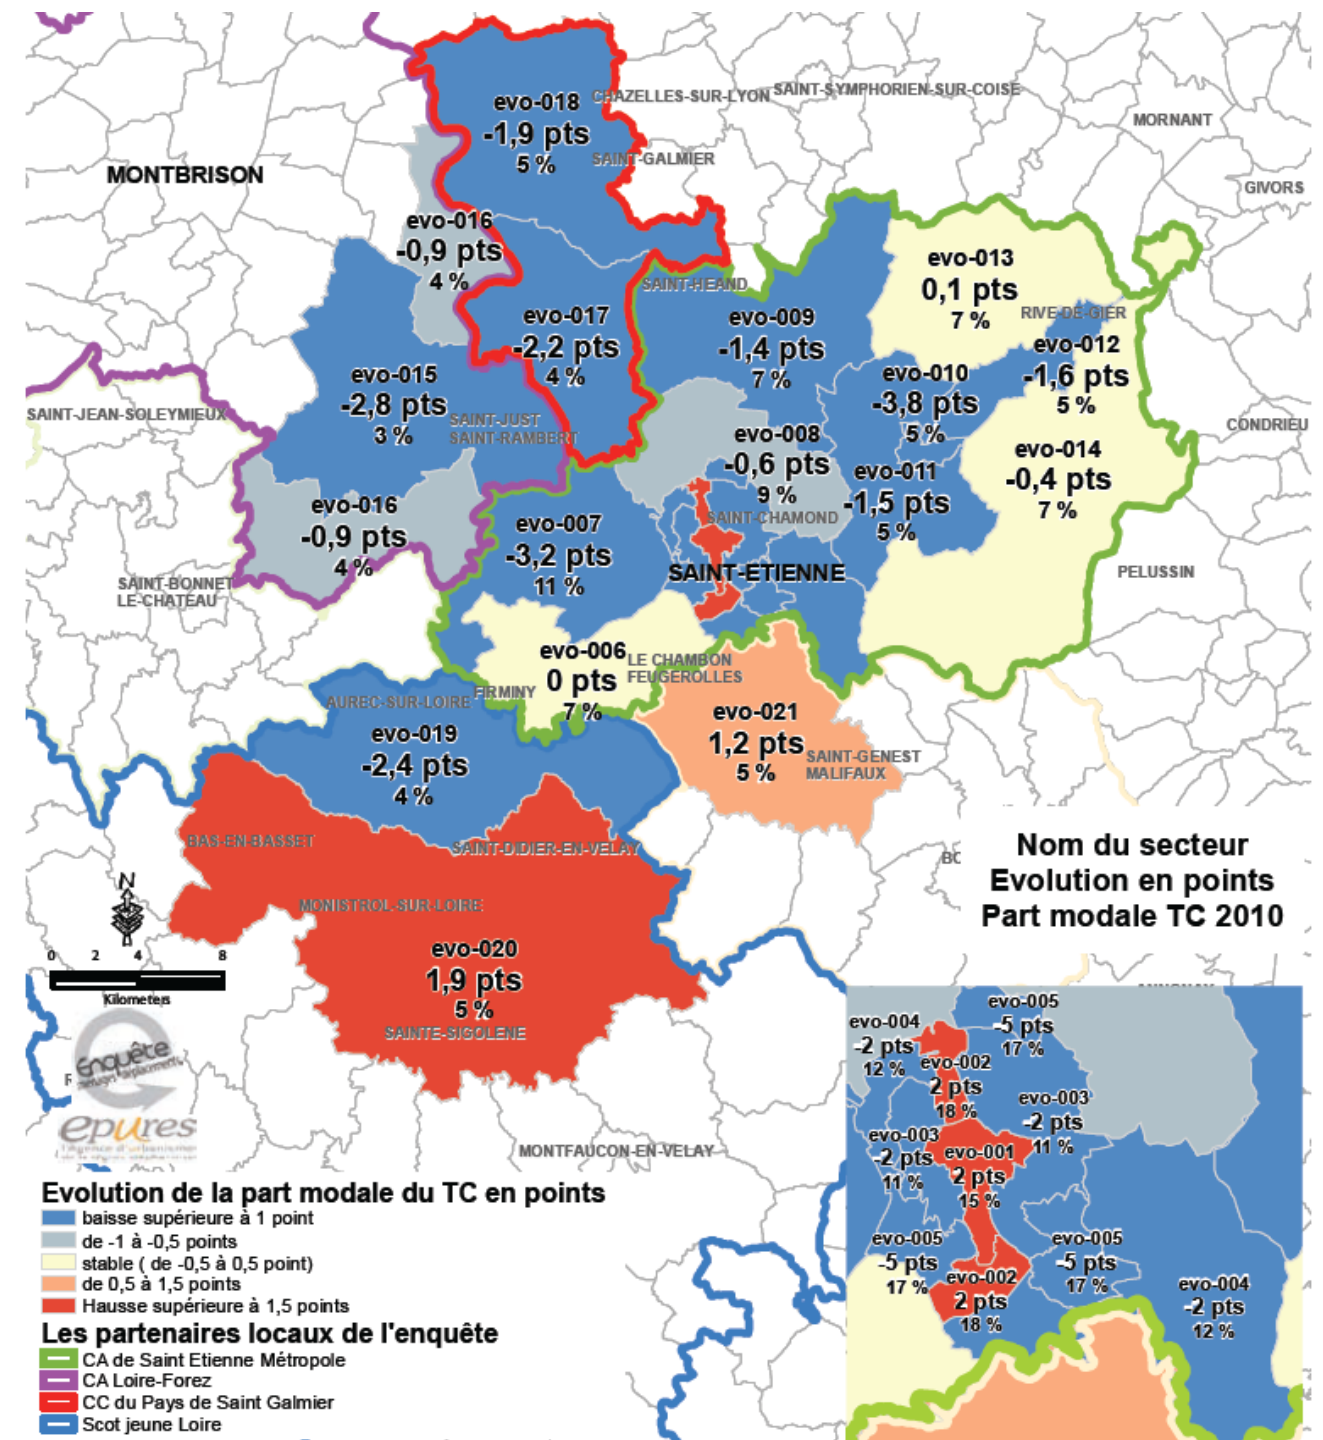 CHAZELLES-SUR-LYON
SAINT-SYMPHORIEN-SUR-COISE
MORNANT
GIVORS
MONTBRISON
SAINT-GALMIER
evo-018
-1,9 pts
5 %
evo-016
-0,9 pts
4 %
evo-013
0,1 pts
7 %
SAINT-HEAND
RIVE-DE-GIER
evo-017
-2,2 pts
4 %
evo-009
-1,4 pts
7 %
evo-012
-1,6 pts
5 %
evo-015
-2,8 pts
3 %
evo-010
-3,8 pts
5 %
SAINT-JEAN-SOLEYMIEUX
SAINT-JUST
SAINT-RAMBERT
CONDRIEU
evo-008
-0,6 pts
9 %
evo-014
-0,4 pts
7 %
evo-011
-1,5 pts
5 %
evo-016
-0,9 pts
4 %
evo-007
-3,2 pts
11 %
SAINT-CHAMOND
SAINT-ETIENNE
PELUSSIN
SAINT-BONNET
LE-CHATEAU
evo-006
0 pts
7 %
LE CHAMBON
FEUGEROLLES
FIRMINY
AUREC-SUR-LOIRE
evo-019
-2,4 pts
4 %
evo-021
1,2 pts
5 %
SAINT-GENEST
MALIFAUX
BAS-EN-BASSET
SAINT-DIDIER-EN-VELAY
MONISTROL-SUR-LOIRE
evo-020
1,9 pts
5 %
SAINTE-SIGOLENE
MONTFAUCON-EN-VELAY
BO
Nom du secteur
Evolution en points
Part modale TC 2010
N
0 2 4 8
Kilometers
enquête
ménages déplacements
epures
evo-005
-5 pts
17 %
evo-004
-2 pts
12 %
evo-002
2 pts
18 %
evo-003
-2 pts
11 %
evo-003
-2 pts
11 %
evo-001
2 pts
15 %
evo-005
-5 pts
17 %
evo-005
-5 pts
17 %
evo-002
2 pts
18 %
evo-004
-2 pts
12 %
Evolution de la part modale du TC en points
baisse supérieure à 1 point
de -1 à -0,5 points
stable ( de -0,5 à 0,5 point)
de 0,5 à 1,5 points
Hausse supérieure à 1,5 points
Les partenaires locaux de l'enquête
CA de Saint Etienne Métropole
CA Loire-Forez
CC du Pays de Saint Galmier
Scot jeune Loire